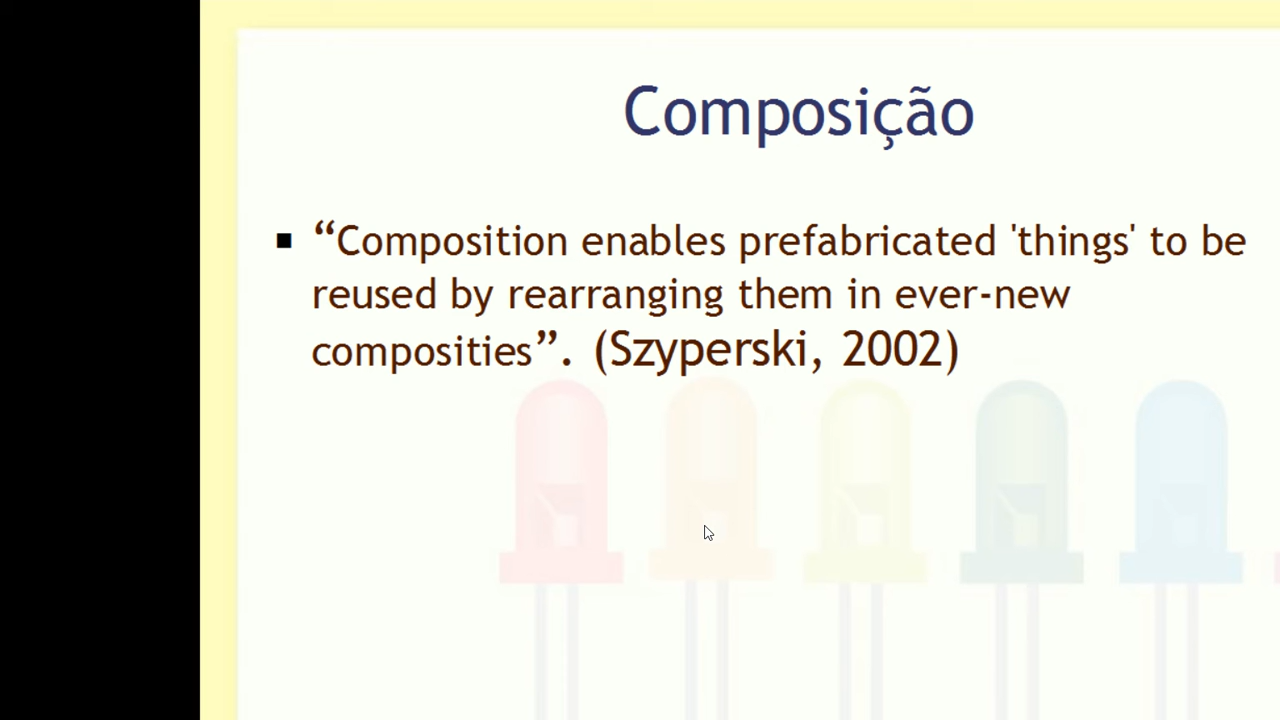 Composição
▪ “Composition enables prefabricated 'things' to be
reused by rearranging them in ever-new
composities”. (Szyperski, 2002)